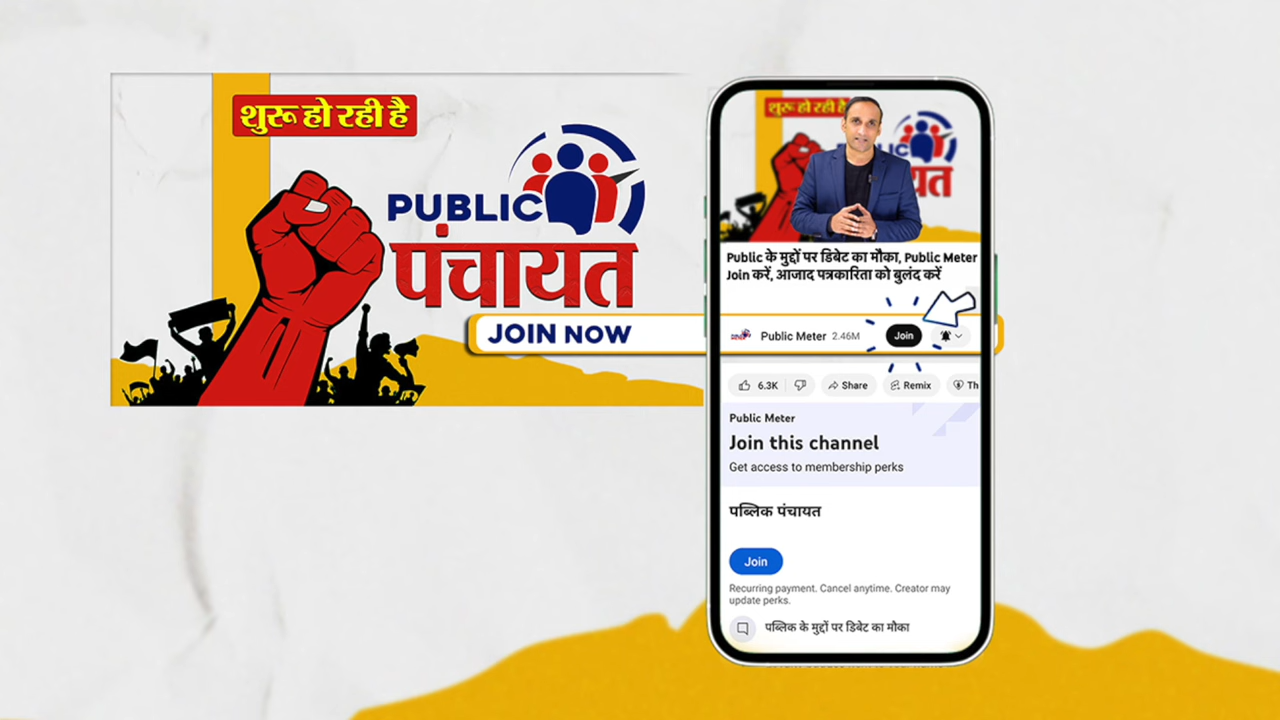 शुरू हो रही है
PUBLIC
पंचायत
JOIN NOW
शुरू हो रही है
Public के मुद्दों पर डिबेट का मौका, Public Meter
Join करें, आजाद पत्रकारिता को बुलंद करें
Public Meter 2.46M
Join
6.3K
Share
Remix
Th
Public Meter
Join this channel
Get access to membership perks
पब्लिक पंचायत
Join
Recurring payment. Cancel anytime. Creator may
update perks.
पब्लिक के मुद्दों पर डिबेट का मौका